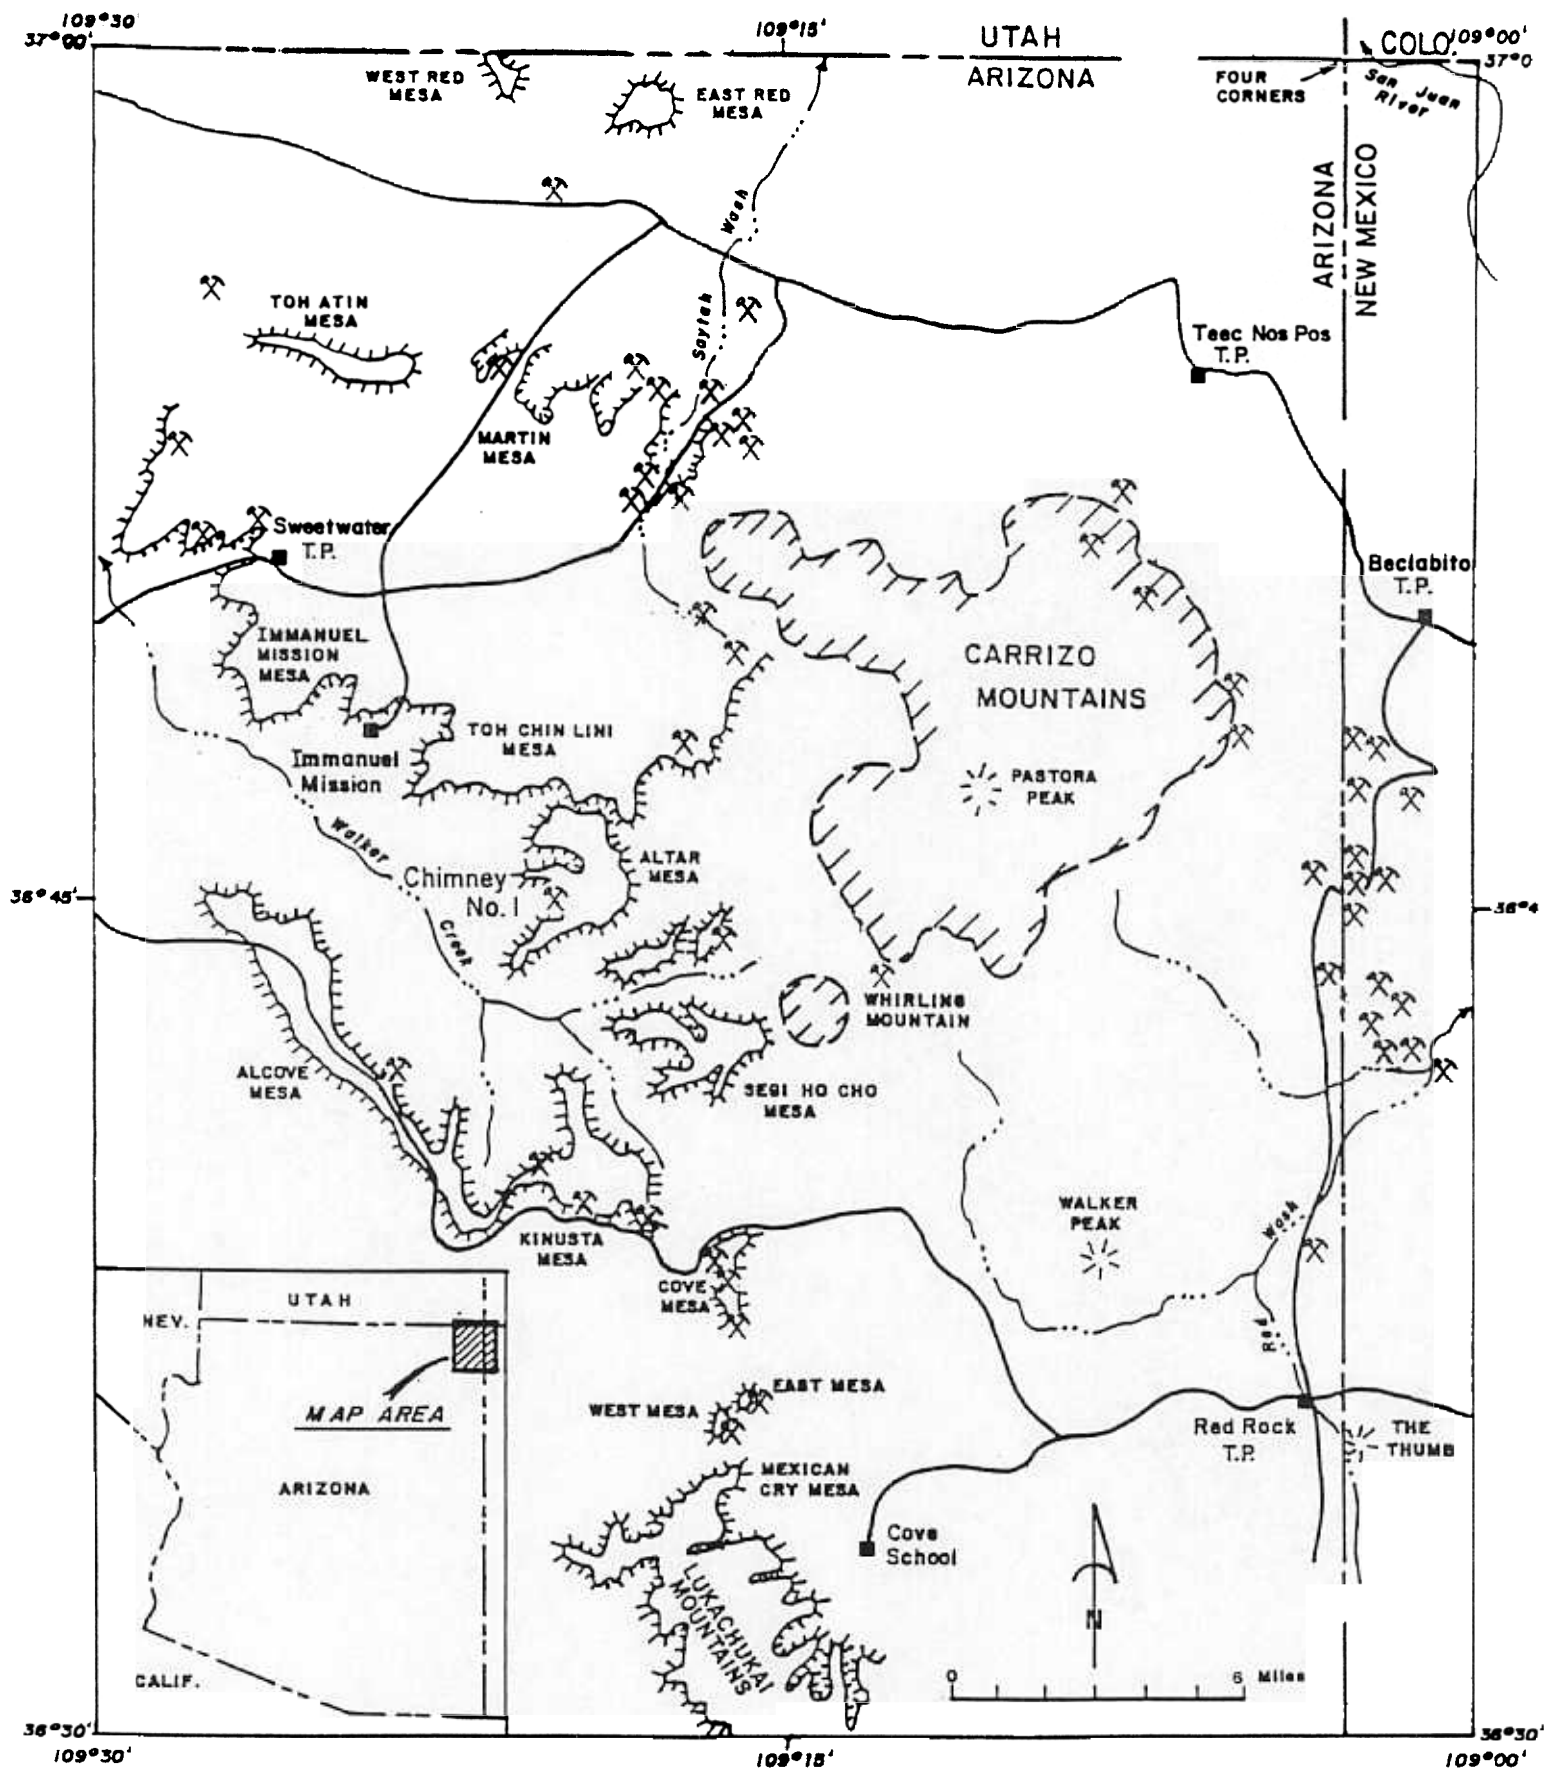 109°30'
37°00'
109°15'
UTAH
ARIZONA
COLO.
109°00'
37°0
FOUR
CORNERS
San Juan
River
WEST RED
MESA
EAST RED
MESA
ARIZONA
NEW MEXICO
Wash
Saytah
TOH ATIN
MESA
Teec Nos Pos
T.P.
MARTIN
MESA
Sweetwater
T.P.
Beclabito
T.P.
IMMANUEL
MISSION
MESA
CARRIZO
MOUNTAINS
TOH CHIN LINI
MESA
Immanuel
Mission
PASTORA
PEAK
Walker
Creek
ALTAR
MESA
Chimney
No. 1
36°45'
36°4
WHIRLING
MOUNTAIN
ALCOVE
MESA
SEGI HO CHO
MESA
WALKER
PEAK
KINUSTA
MESA
COVE
MESA
Wash
Red
UTAH
NEV.
MAP AREA
ARIZONA
CALIF.
EAST MESA
WEST MESA
Red Rock
T.P.
THE
THUMB
MEXICAN
CRY MESA
Cove
School
LUKACHUKAI
MOUNTAINS
N
0
6 Miles
36°30'
109°30'
109°15'
36°30'
109°00'